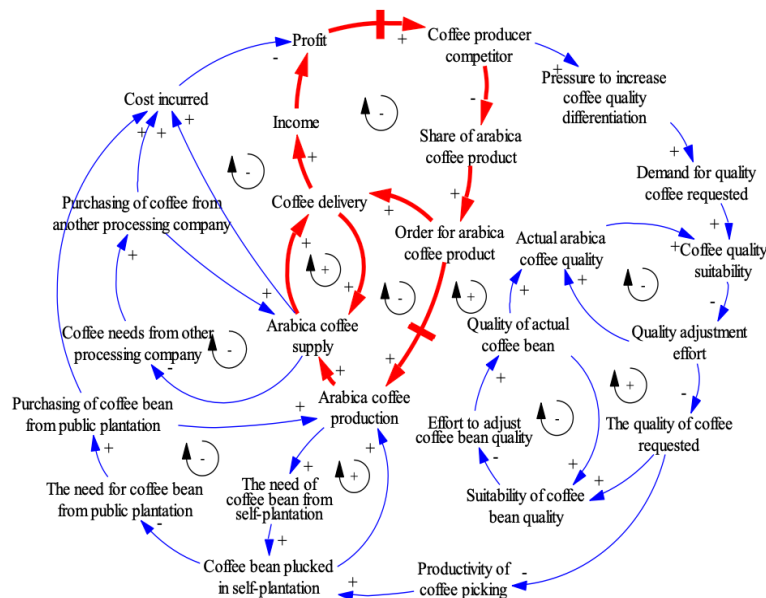 Profit
Coffee producer
competitor
Pressure to increase
coffee quality
differentiation
Cost incurred
Income
Share of arabica
coffee product
Demand for quality
coffee requested
Purchasing of coffee from
another processing company
Coffee delivery
Order for arabica
coffee product
Actual arabica
coffee quality
Coffee quality
suitability
Coffee needs from other
processing company
Arabica coffee
supply
Quality of actual
coffee bean
Quality adjustment
effort
Purchasing of coffee bean
from public plantation
Arabica coffee
production
Effort to adjust
coffee bean quality
The quality of coffee
requested
The need for coffee bean
from public plantation
The need of
coffee bean from
self-plantation
Suitability of coffee
bean quality
Coffee bean plucked
in self-plantation
Productivity of
coffee picking